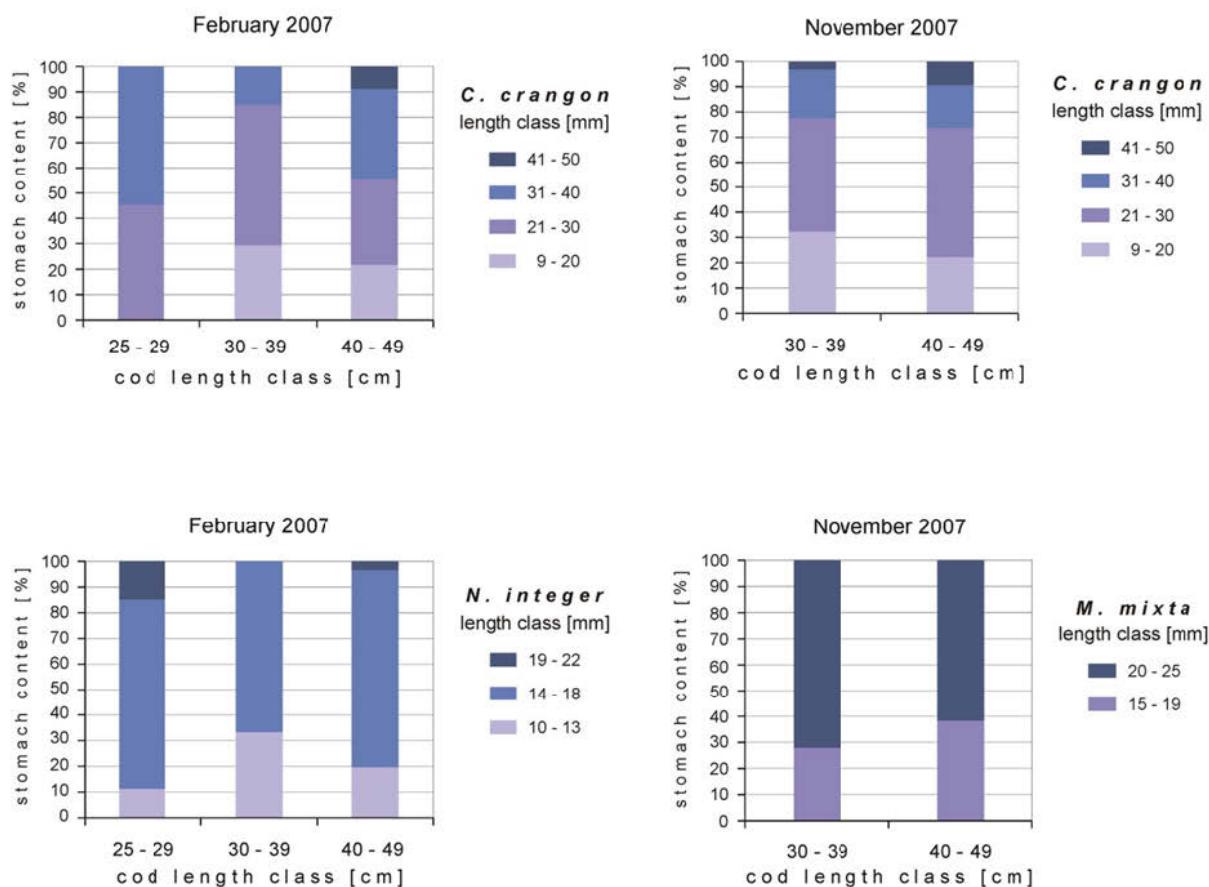 February 2007
stomach content [%]
100
90
80
70
60
50
40
30
20
10
0
25 - 29 30 - 39 40 - 49
cod length class [cm]
C. crangon
length class [mm]
41 - 50
31 - 40
21 - 30
9 - 20
November 2007
stomach content [%]
100
90
80
70
60
50
40
30
20
10
0
30 - 39 40 - 49
cod length class [cm]
C. crangon
length class [mm]
41 - 50
31 - 40
21 - 30
9 - 20
February 2007
stomach content [%]
100
90
80
70
60
50
40
30
20
10
0
25 - 29 30 - 39 40 - 49
cod length class [cm]
N. integer
length class [mm]
19 - 22
14 - 18
10 - 13
November 2007
stomach content [%]
100
90
80
70
60
50
40
30
20
10
0
30 - 39 40 - 49
cod length class [cm]
M. mixta
length class [mm]
20 - 25
15 - 19